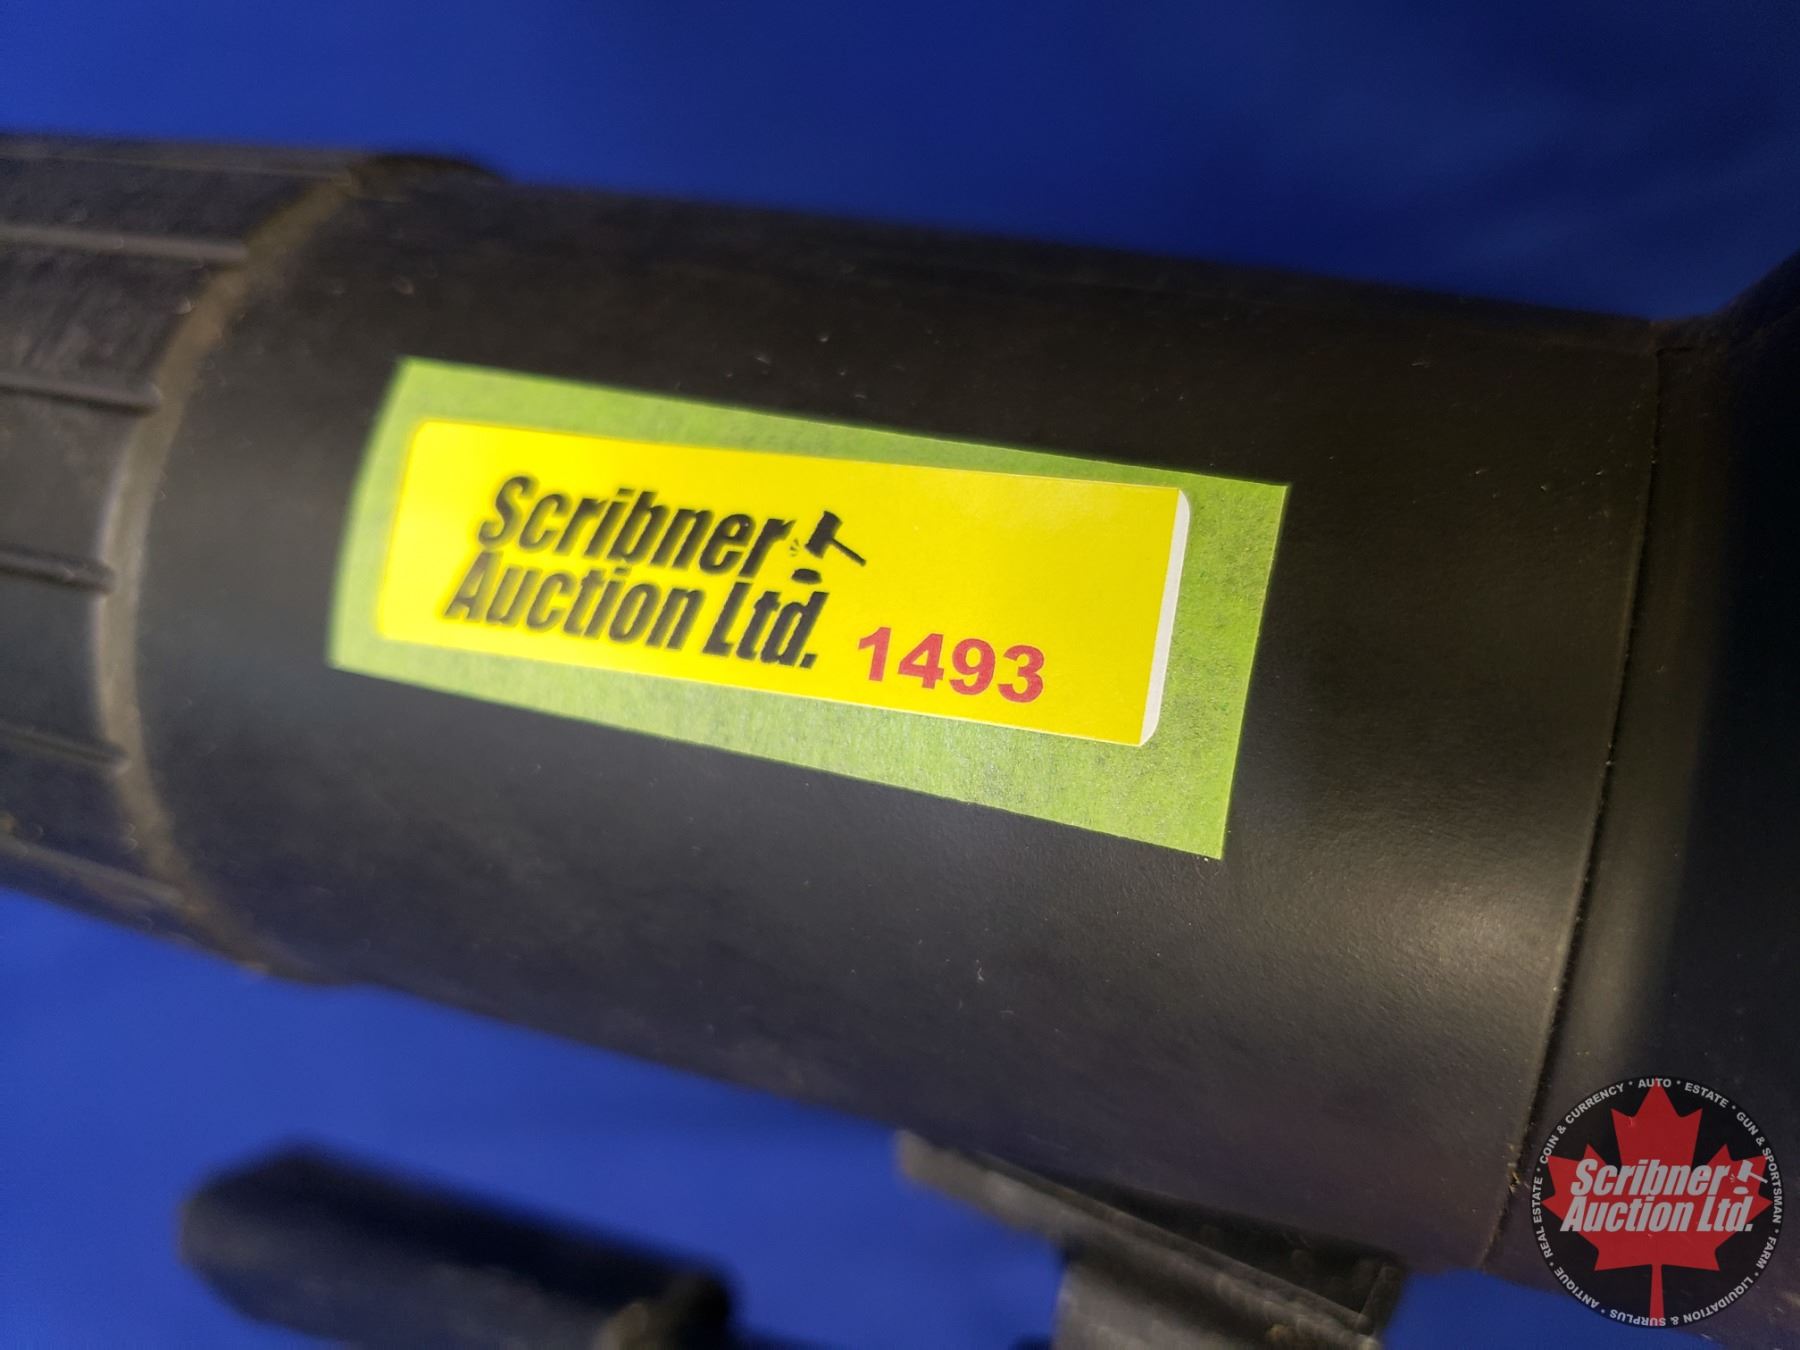 Scribner
Auction Ltd.
1493
REAL ESTATE • COIN & CURRENCY • AUTO • ESTATE • GUN & SPORTSMAN • FARM • LIQUIDATION & SURPLUS • ANTIQUE •
Scribner
Auction Ltd.